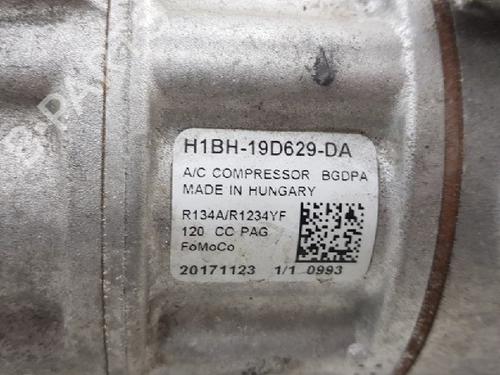 H1BH-19D629-DA
A/C COMPRESSOR BGDPA
MADE IN HUNGARY
R134A/R1234YF
120 CC PAG
FoMoCo
20171123 1/1 0993